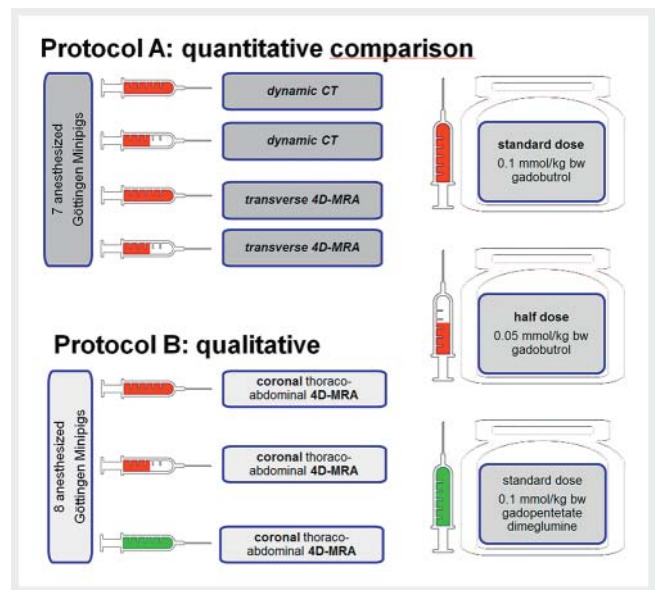 Protocol A: quantitative comparison
7 anesthesized
Göttingen Minipigs
dynamic CT
dynamic CT
transverse 4D-MRA
transverse 4D-MRA
standard dose
0.1 mmol/kg bw
gadobutrol
half dose
0.05 mmol/kg bw
gadobutrol
Protocol B: qualitative
8 anesthesized
Göttingen Minipigs
coronal thoraco-
abdominal 4D-MRA
coronal thoraco-
abdominal 4D-MRA
coronal thoraco-
abdominal 4D-MRA
standard dose
0.1 mmol/kg bw
gadopentetate
dimeglumine